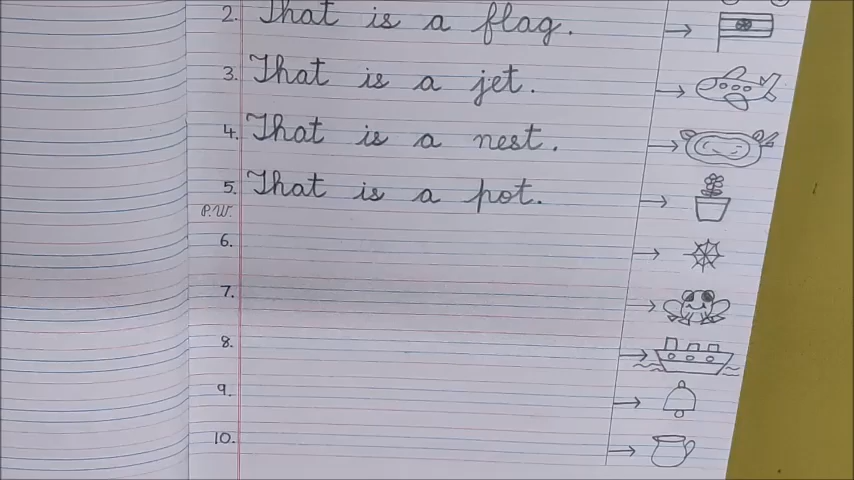 2. That is a flag.
3. That is a jet.
4. That is a nest.
5. That is a pot.
P.W.
6.
7.
8.
9.
10.